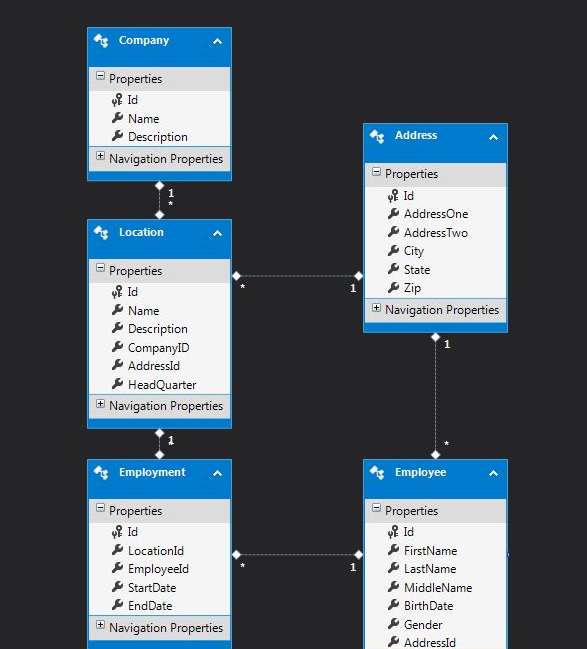 Company
Properties
Id
Name
Description
Navigation Properties
1
*
Location
Properties
Id
Name
Description
CompanyID
AddressId
HeadQuarter
Navigation Properties
*
1
Address
Properties
Id
AddressOne
AddressTwo
City
State
Zip
Navigation Properties
1
*
1
*
Employment
Properties
Id
LocationId
EmployeeId
StartDate
EndDate
Navigation Properties
*
1
Employee
Properties
Id
FirstName
LastName
MiddleName
BirthDate
Gender
AddressId